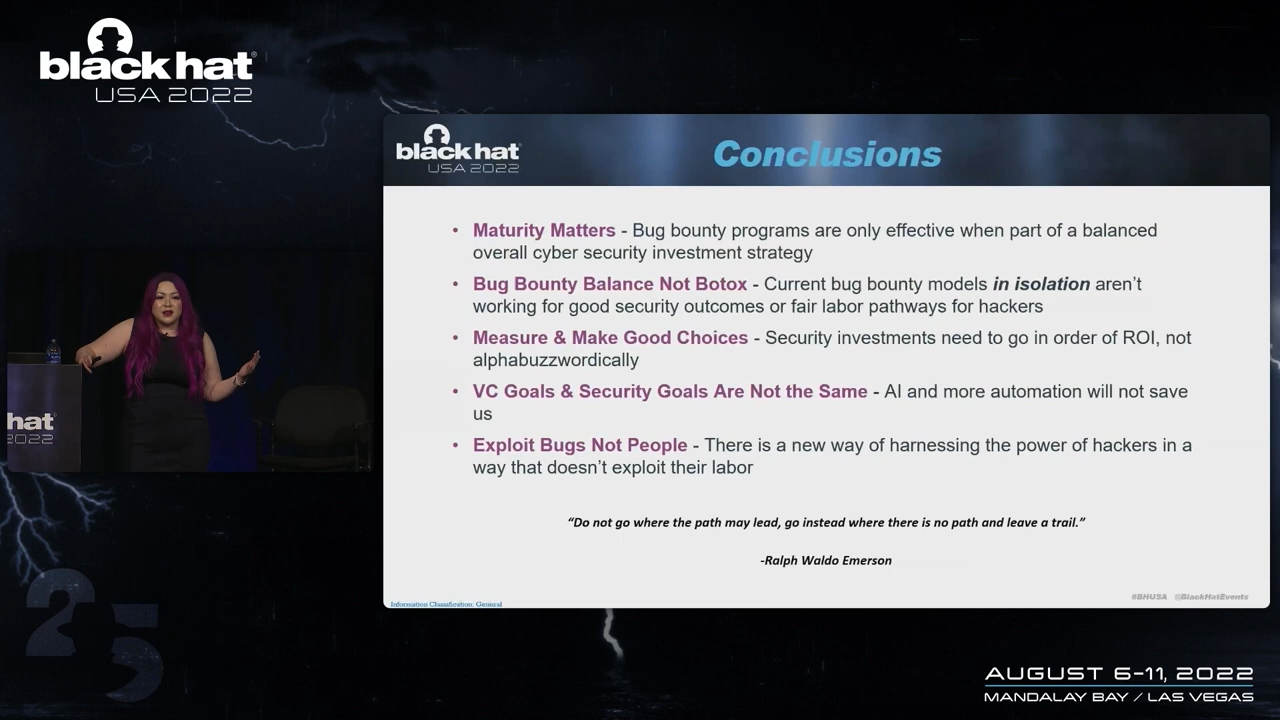 black hat®
USA 2022
black hat®
USA 2022
Conclusions
• Maturity Matters - Bug bounty programs are only effective when part of a balanced
overall cyber security investment strategy
• Bug Bounty Balance Not Botox - Current bug bounty models in isolation aren’t
working for good security outcomes or fair labor pathways for hackers
• Measure & Make Good Choices - Security investments need to go in order of ROI, not
alphabuzzwordically
• VC Goals & Security Goals Are Not the Same - AI and more automation will not save
us
• Exploit Bugs Not People - There is a new way of harnessing the power of hackers in a
way that doesn’t exploit their labor
“Do not go where the path may lead, go instead where there is no path and leave a trail.”
-Ralph Waldo Emerson
Information Classification: General
#BHUSA @BlackHatEvents
hat
2022
25
AUGUST 6-11, 2022
MANDALAY BAY / LAS VEGAS